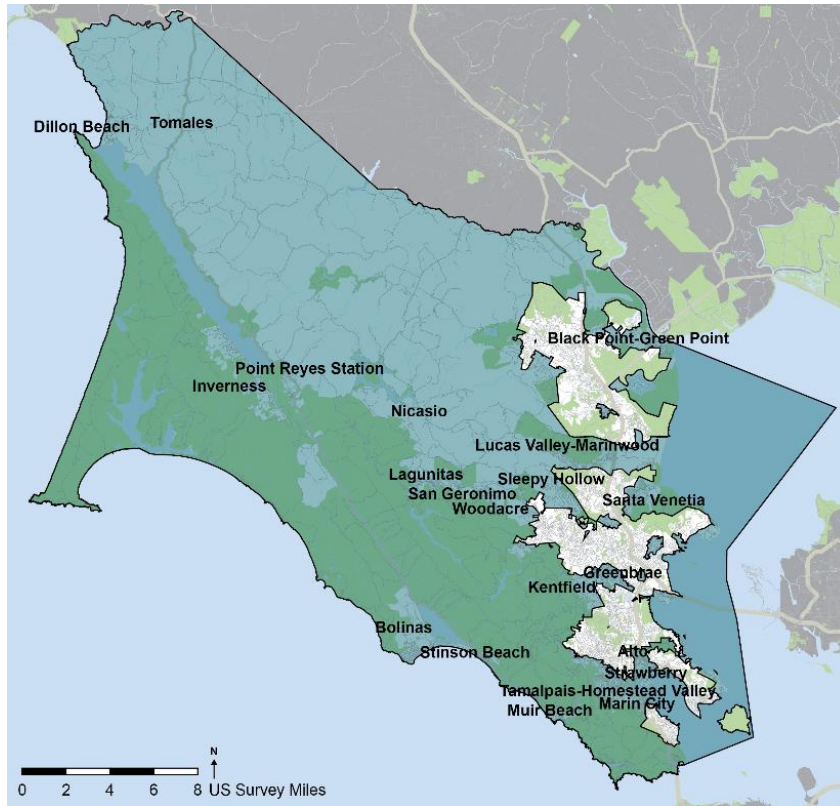 Dillon Beach
Tomales
Black Point-Green Point
Point Reyes Station
Inverness
Nicasio
Lucas Valley-Marinwood
Lagunitas
Sleepy Hollow
San Geronimo
Santa Venetia
Woodacre
Greenbrae
Kentfield
Bolinas
Stinson Beach
Alto
Strawberry
Tamalpais-Homestead Valley
Marin City
Muir Beach
N
0 2 4 6 8 US Survey Miles